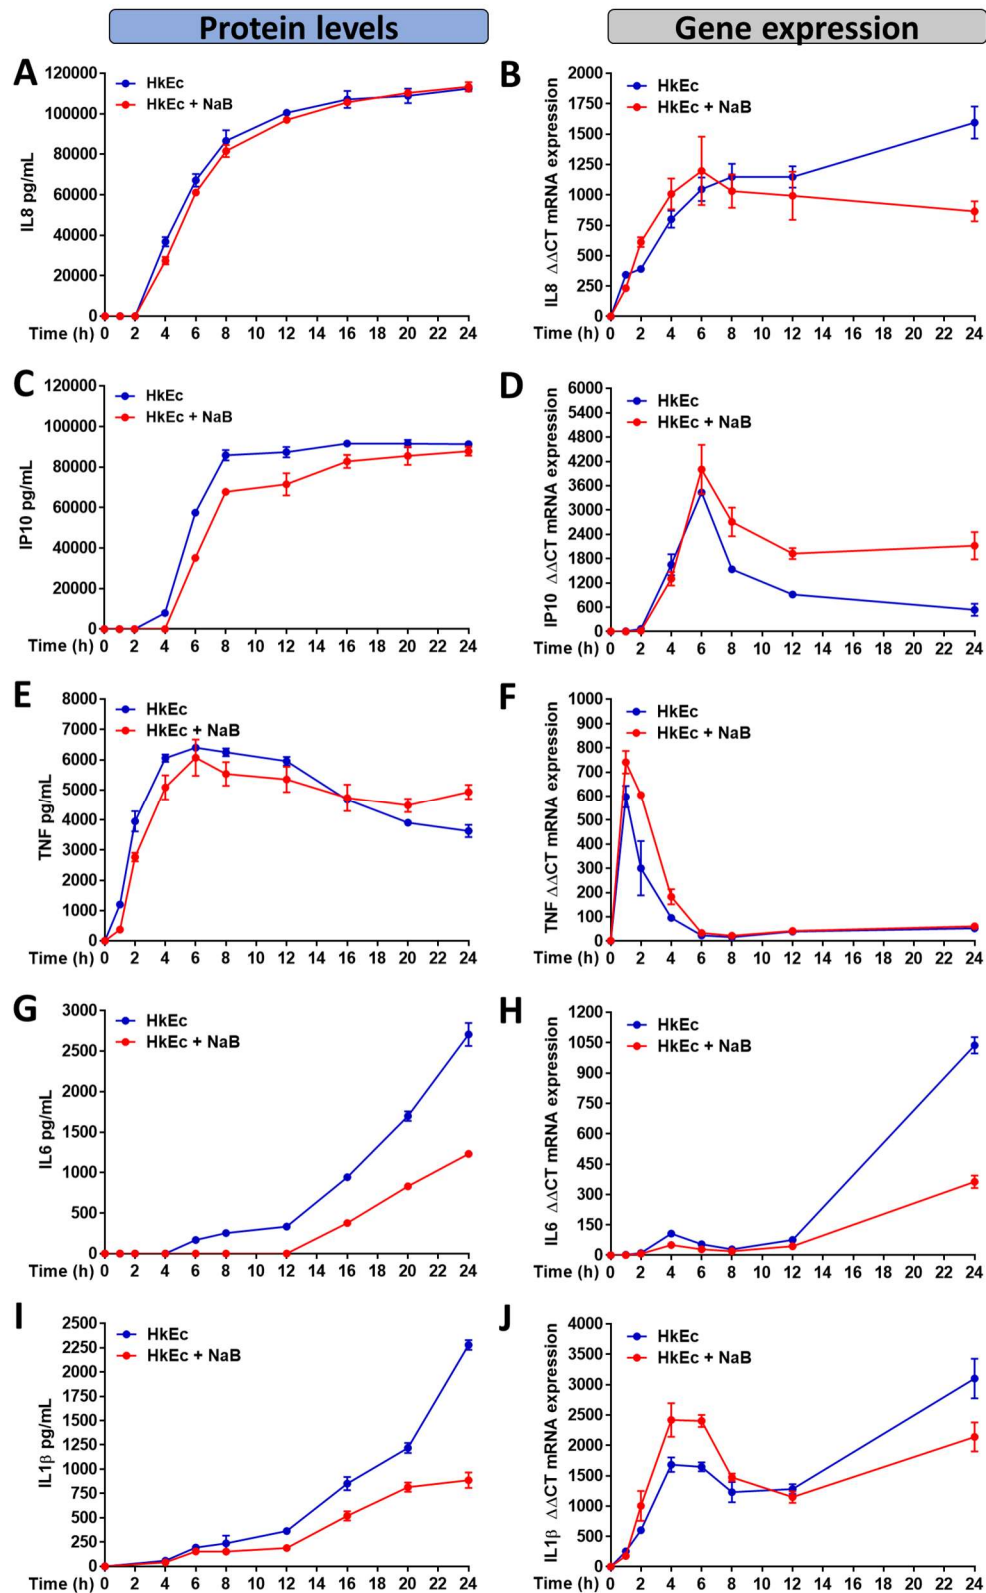 Protein levels
Gene expression
A
120000
100000
80000
60000
40000
20000
0
IL8 pg/mL
HkEc
HkEc + NaB
Time (h) 0 2 4 6 8 10 12 14 16 18 20 22 24
B
2000
1750
1500
1250
1000
750
500
250
0
IL8 ΔΔCT mRNA expression
HkEc
HkEc + NaB
Time (h) 0 2 4 6 8 10 12 14 16 18 20 22 24
C
120000
100000
80000
60000
40000
20000
0
IP10 pg/mL
HkEc
HkEc + NaB
Time (h) 0 2 4 6 8 10 12 14 16 18 20 22 24
D
6000
5400
4800
4200
3600
3000
2400
1800
1200
600
0
IP10 ΔΔCT mRNA expression
HkEc
HkEc + NaB
Time (h) 0 2 4 6 8 10 12 14 16 18 20 22 24
E
8000
7000
6000
5000
4000
3000
2000
1000
0
TNF pg/mL
HkEc
HkEc + NaB
Time (h) 0 2 4 6 8 10 12 14 16 18 20 22 24
F
1000
900
800
700
600
500
400
300
200
100
0
TNF ΔΔCT mRNA expression
HkEc
HkEc + NaB
Time (h) 0 2 4 6 8 10 12 14 16 18 20 22 24
G
3000
2500
2000
1500
1000
500
0
IL6 pg/mL
HkEc
HkEc + NaB
Time (h) 0 2 4 6 8 10 12 14 16 18 20 22 24
H
1200
1050
900
750
600
450
300
150
0
IL6 ΔΔCT mRNA expression
HkEc
HkEc + NaB
Time (h) 0 2 4 6 8 10 12 14 16 18 20 22 24
I
2500
2250
2000
1750
1500
1250
1000
750
500
250
0
IL1β pg/mL
HkEc
HkEc + NaB
Time (h) 0 2 4 6 8 10 12 14 16 18 20 22 24
J
4000
3500
3000
2500
2000
1500
1000
500
0
IL1β ΔΔCT mRNA expression
HkEc
HkEc + NaB
Time (h) 0 2 4 6 8 10 12 14 16 18 20 22 24